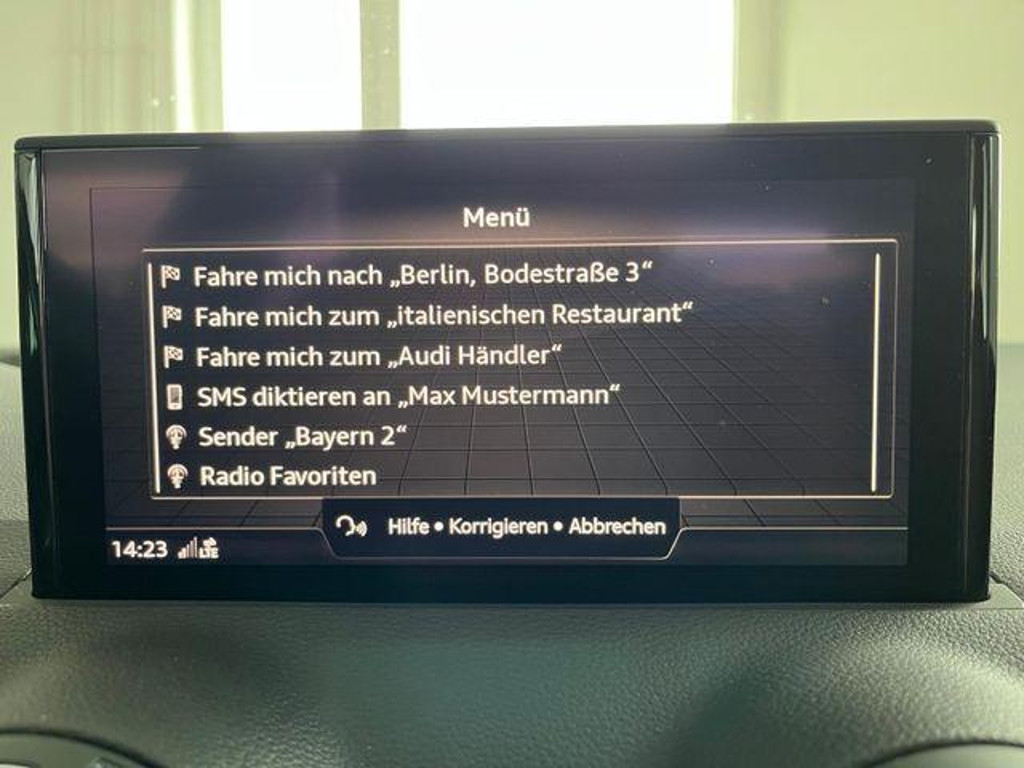 Menü
Fahre mich nach „Berlin, Bodestraße 3“
Fahre mich zum „italienischen Restaurant“
Fahre mich zum „Audi Händler“
SMS diktieren an „Max Mustermann“
Sender „Bayern 2“
Radio Favoriten
Hilfe • Korrigieren • Abbrechen
14:23 LTE